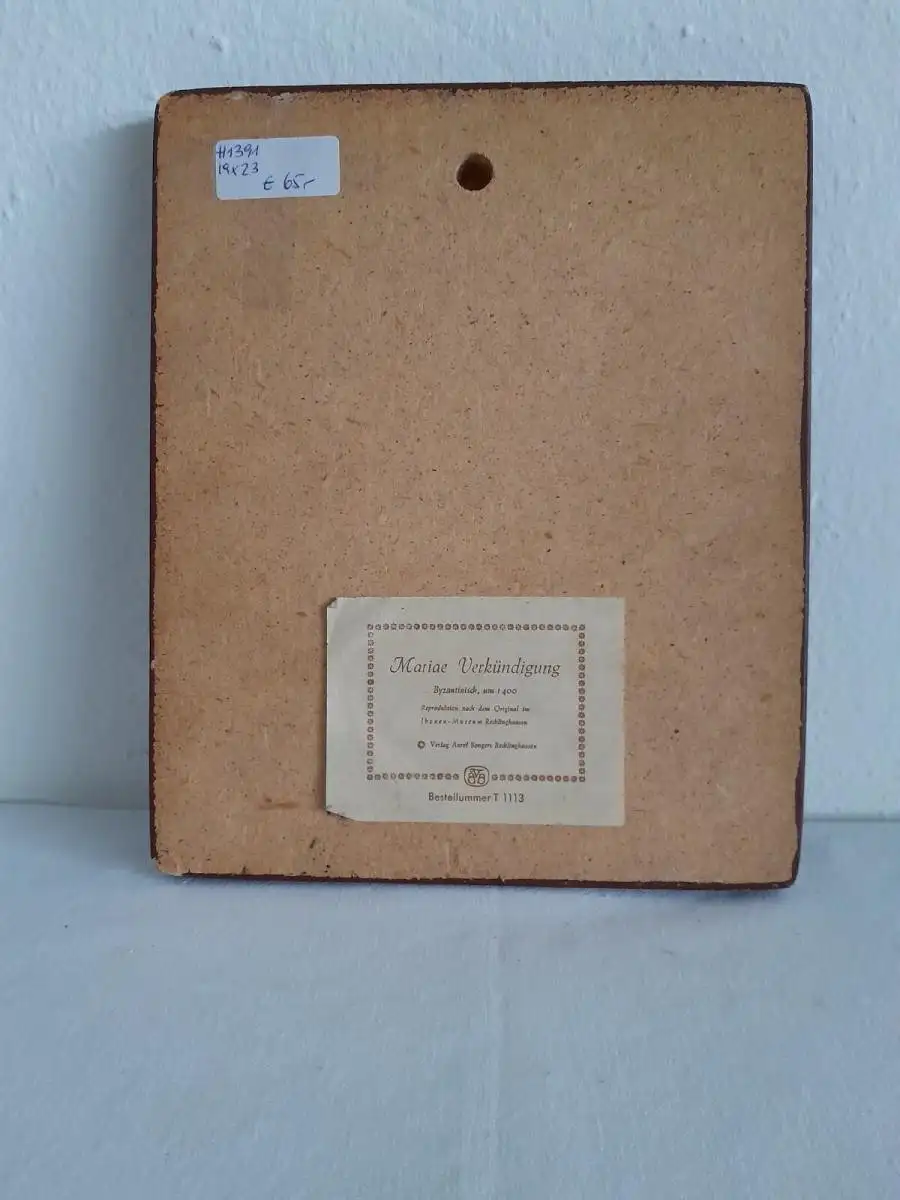 #1391
19x23
€ 65,-
Mariae Verkündigung
Byzantinisch, um 1400
Reproduktion nach dem Original im
Ikonen-Museum Recklinghausen
© Verlag Aurel Bongers Recklinghausen
Bestellummer T 1113